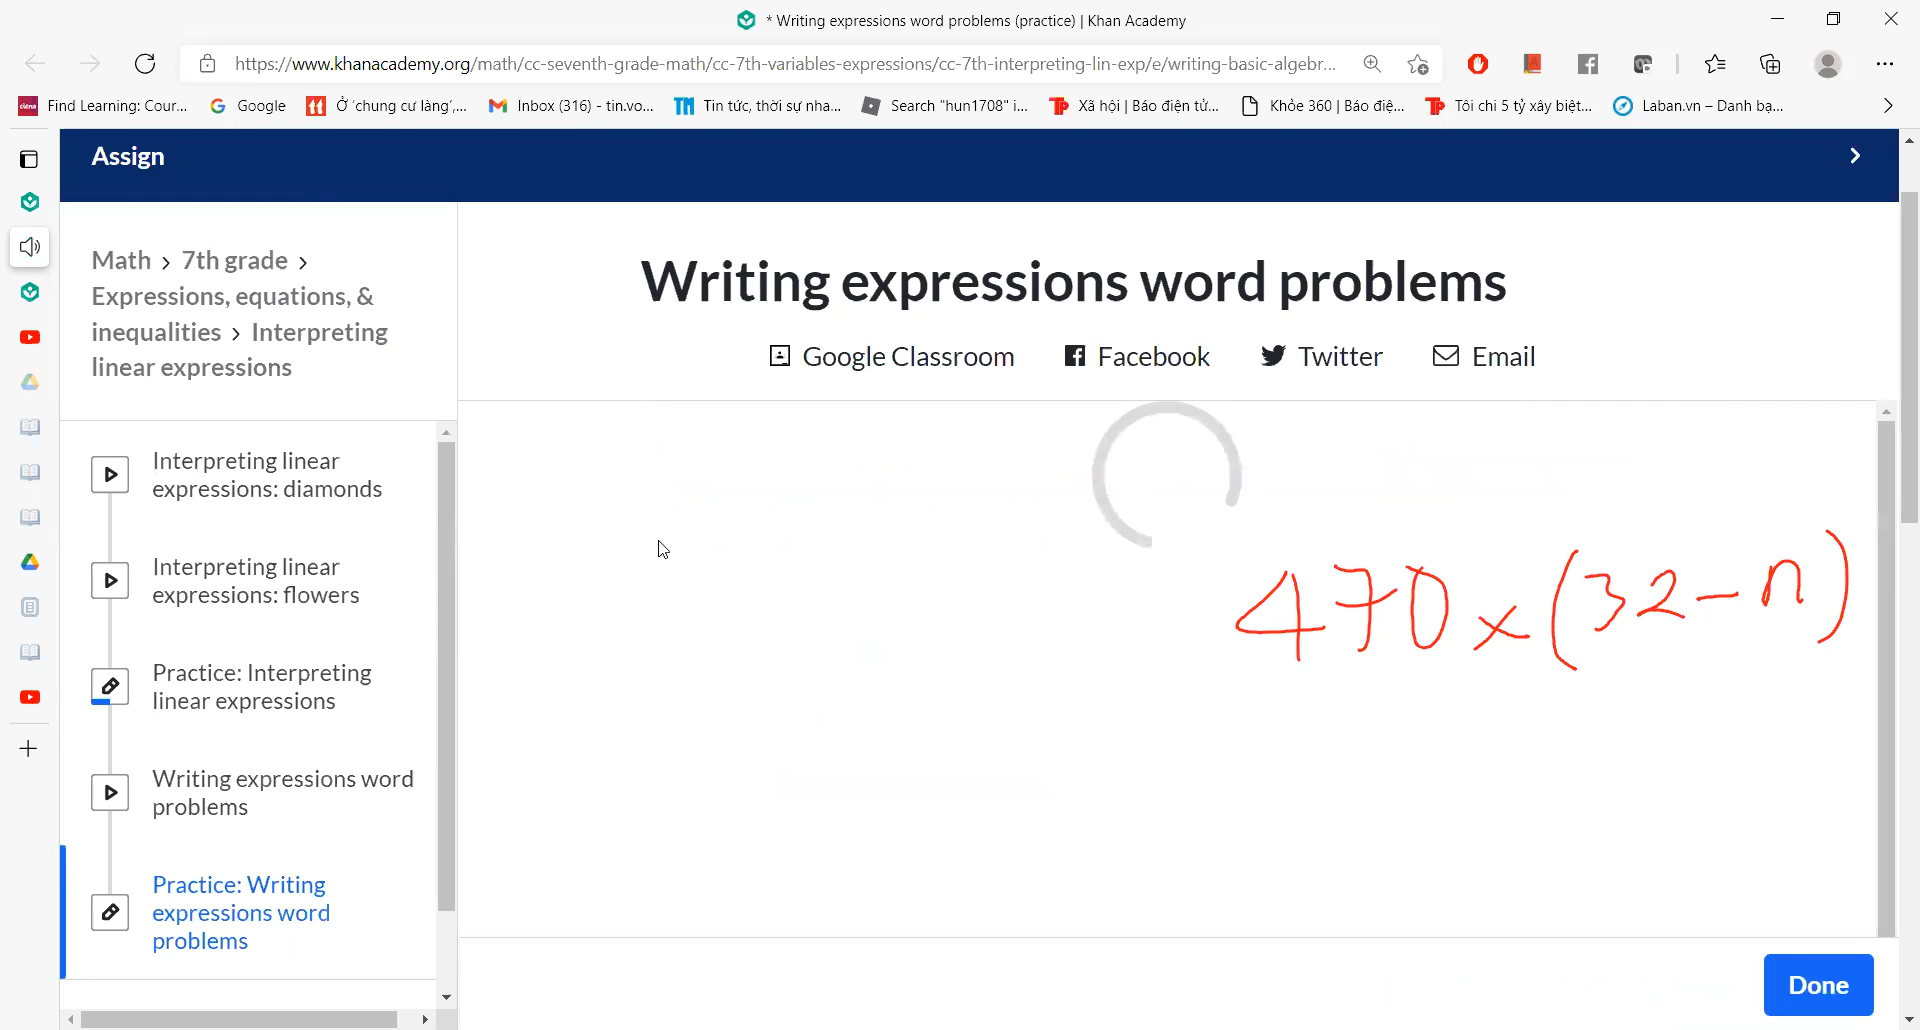 * Writing expressions word problems (practice) | Khan Academy
https://www.khanacademy.org/math/cc-seventh-grade-math/cc-7th-variables-expressions/cc-7th-interpreting-lin-exp/e/writing-basic-algebr...
Find Learning: Cour...
Google
Ở 'chung cư làng',...
Inbox (316) - tin.vo...
Tin tức, thời sự nha...
Search "hun1708" i...
Xã hội | Báo điện tử...
Khỏe 360 | Báo điệ...
Tôi chi 5 tỷ xây biệt...
Laban.vn – Danh bạ...
Assign
Math > 7th grade >
Expressions, equations, &
inequalities > Interpreting
linear expressions
Writing expressions word problems
Google Classroom
Facebook
Twitter
Email
Interpreting linear
expressions: diamonds
Interpreting linear
expressions: flowers
Practice: Interpreting
linear expressions
Writing expressions word
problems
Practice: Writing
expressions word
problems
470 × (32 - n)
Done